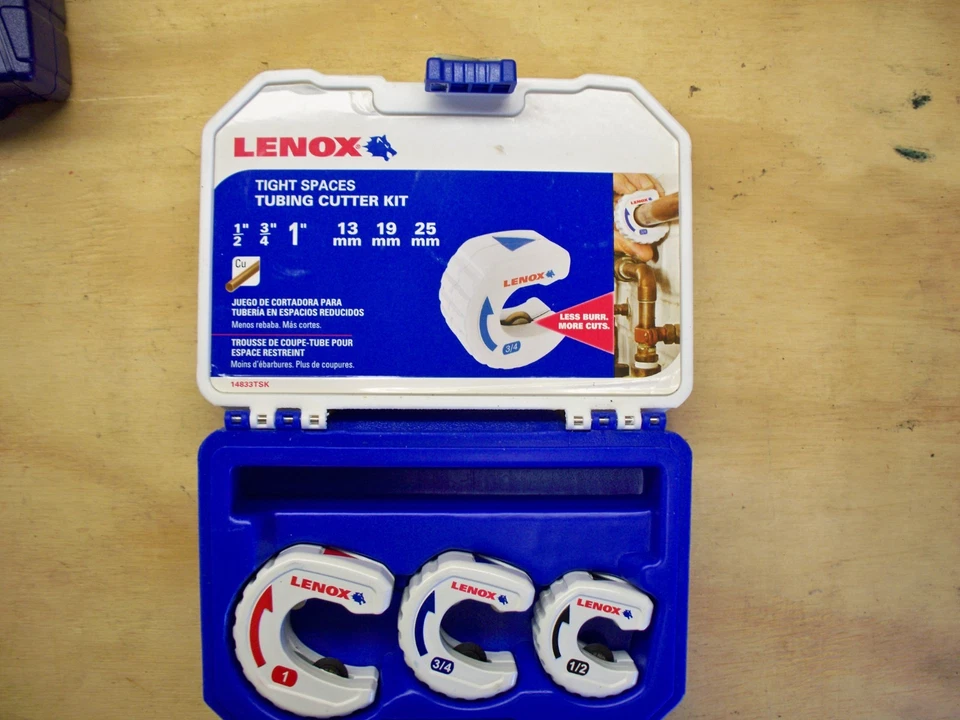 LENOX®
TIGHT SPACES
TUBING CUTTER KIT
1/2" 3/4" 1" 13 mm 19 mm 25 mm
Cu
JUEGO DE CORTADORA PARA
TUBERÍA EN ESPACIOS REDUCIDOS
Menos rebaba. Más cortes.
TROUSSE DE COUPE-TUBE POUR
ESPACE RESTREINT
Moins d'ébarbures. Plus de coupures.
14833TSK
LENOX
3/4
LESS BURR.
MORE CUTS.
LENOX
LENOX
1
LENOX
3/4
LENOX
1/2